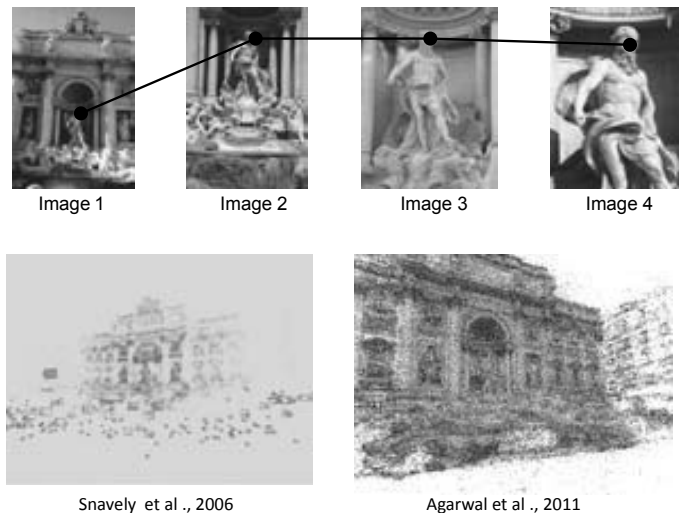 Image 1
Image 2
Image 3
Image 4
Snavely et al ., 2006
Agarwal et al ., 2011